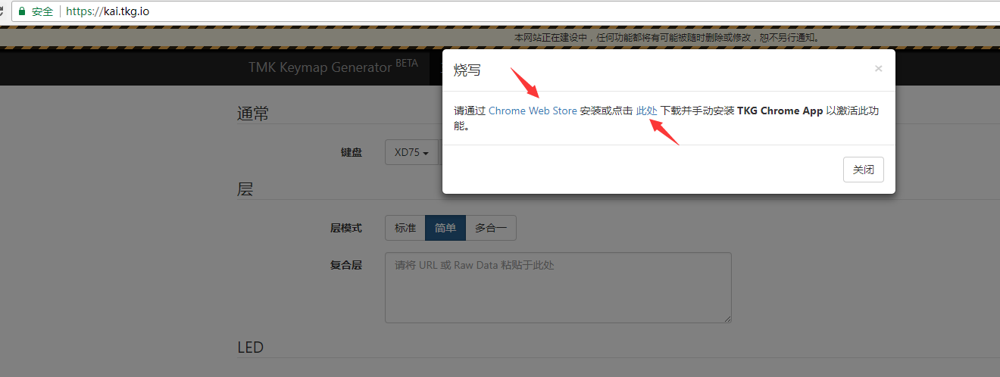 安全 https://kai.tkg.io
本网站正在建设中，任何功能都将有可能被随时删除或修改，恕不另行通知。
TMK Keymap Generator BETA
烧写 ×
请通过 Chrome Web Store 安装或点击 此处 下载并手动安装 TKG Chrome App 以激活此功
能。
关闭
通常
键盘 XD75
层
层模式 标准 简单 多合一
复合层 请将 URL 或 Raw Data 粘贴于此处
LED